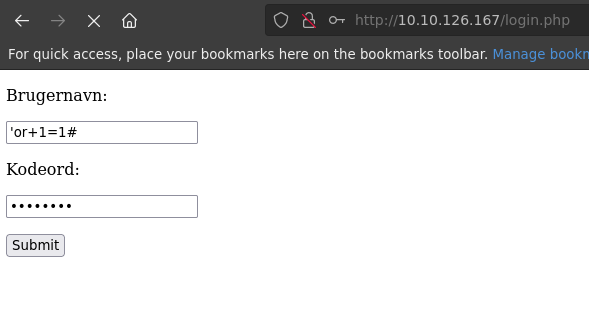 http://10.10.126.167/login.php
For quick access, place your bookmarks here on the bookmarks toolbar. Manage bookn
Brugernavn:
'or+1=1#
Kodeord:
••••••••
Submit